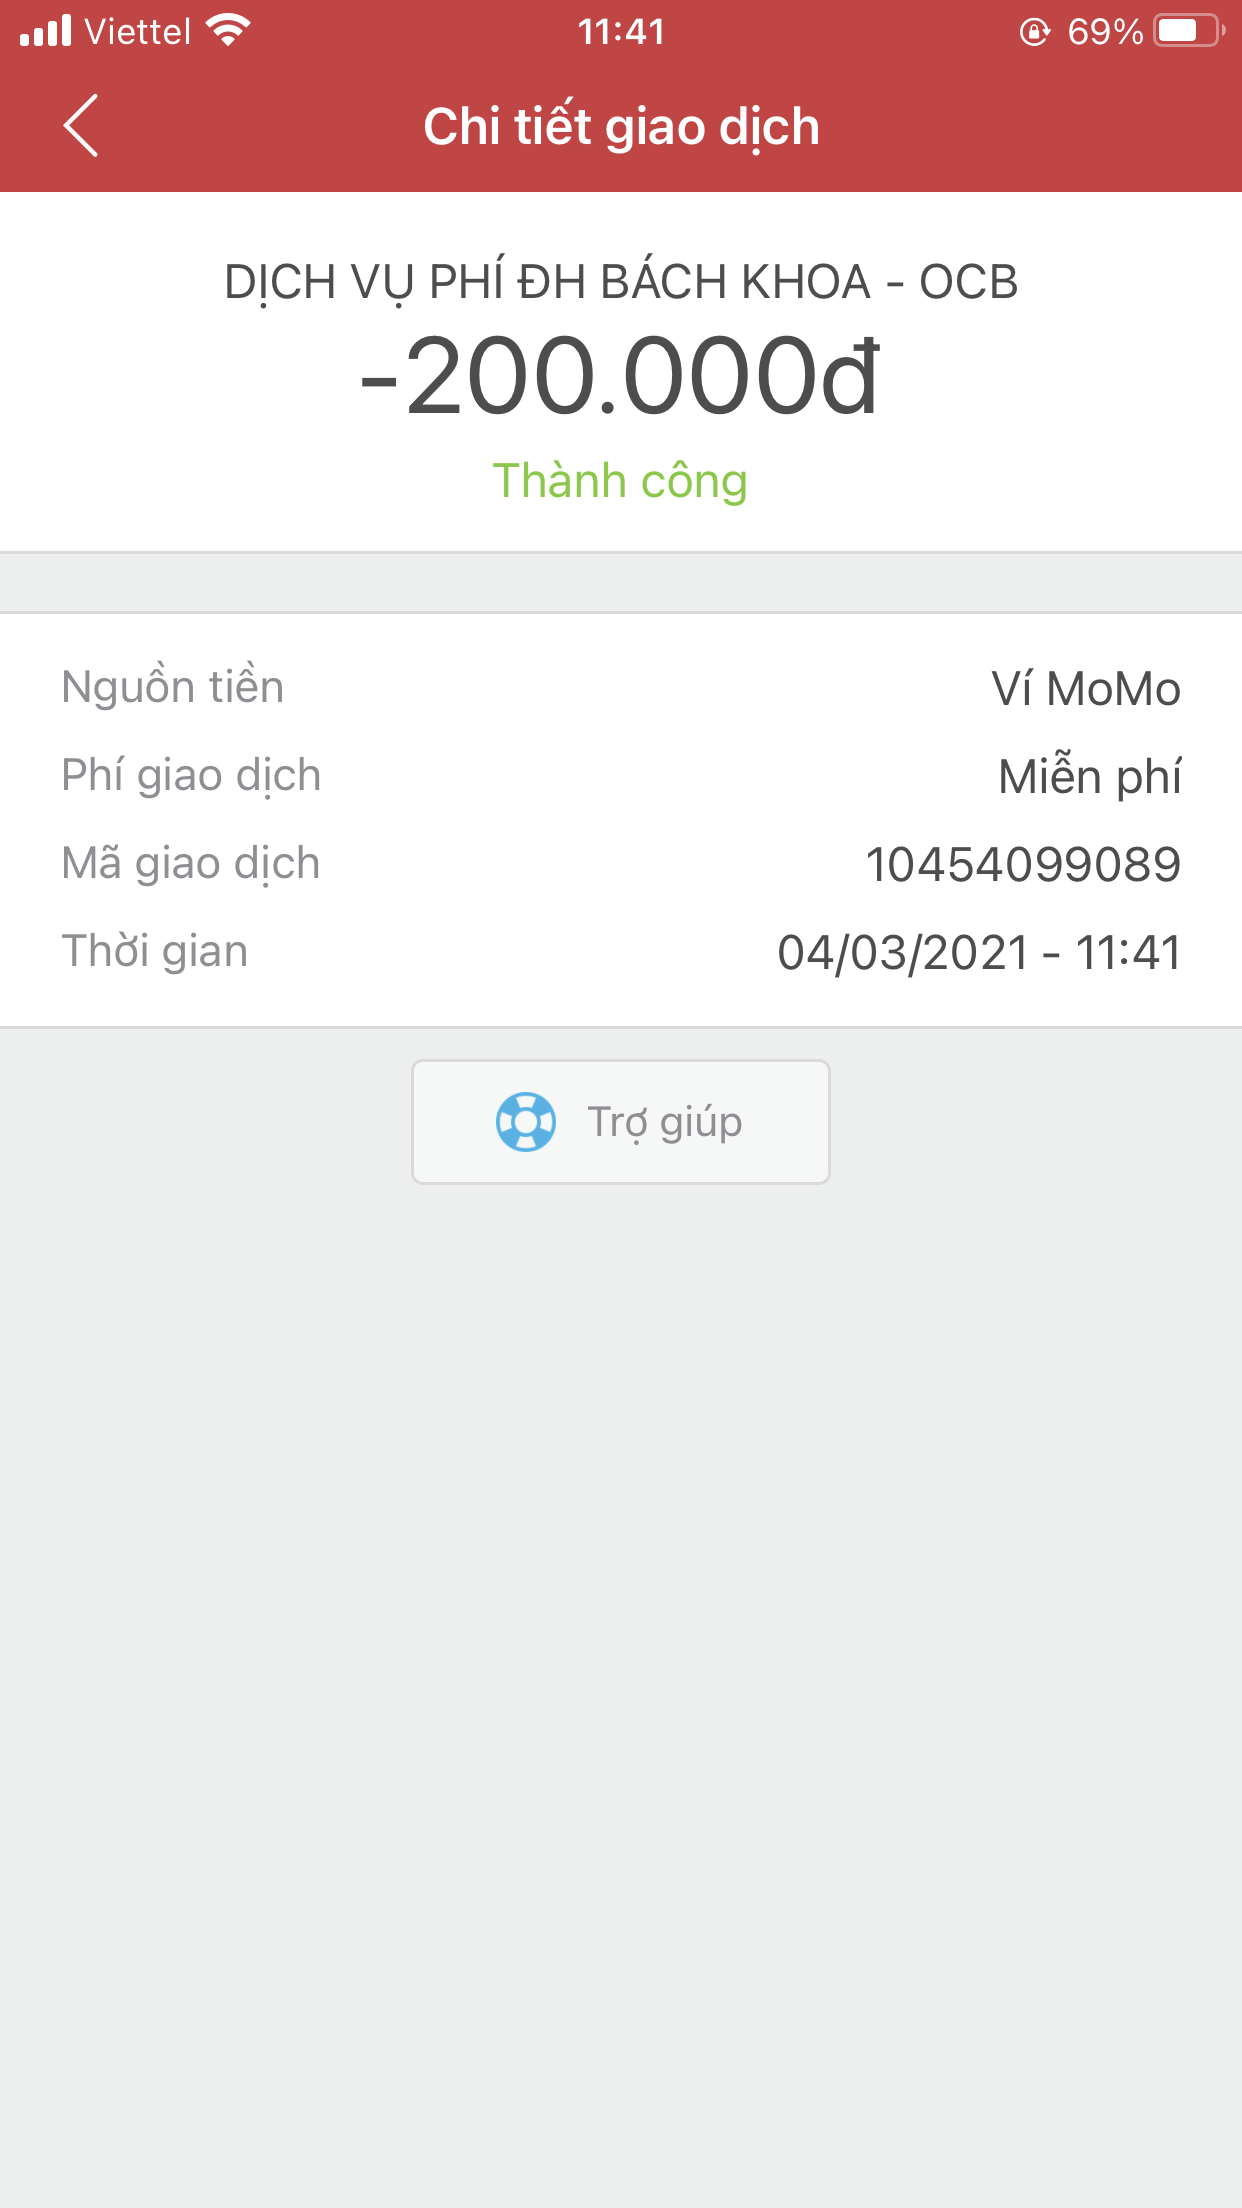 Viettel 11:41 69%
Chi tiết giao dịch
DỊCH VỤ PHÍ ĐH BÁCH KHOA - OCB
-200.000đ
Thành công
Nguồn tiền Ví MoMo
Phí giao dịch Miễn phí
Mã giao dịch 10454099089
Thời gian 04/03/2021 - 11:41
Trợ giúp